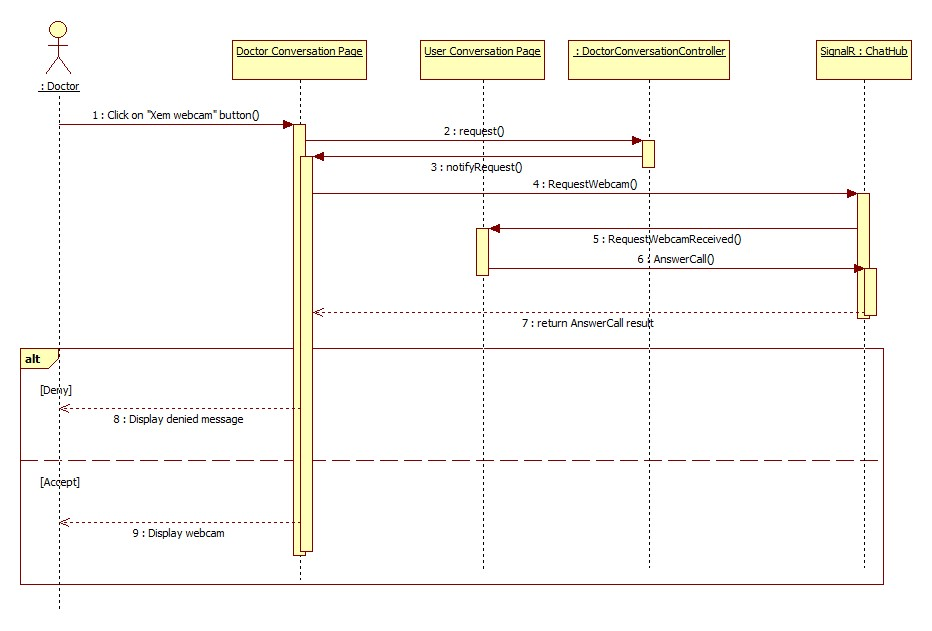 Doctor Conversation Page
User Conversation Page
: DoctorConversationController
SignalR : ChatHub
: Doctor
1 : Click on "Xem webcam" button()
2 : request()
3 : notifyRequest()
4 : RequestWebcam()
5 : RequestWebcamReceived()
6 : AnswerCall()
7 : return AnswerCall result
alt
[Deny]
8 : Display denied message
[Accept]
9 : Display webcam